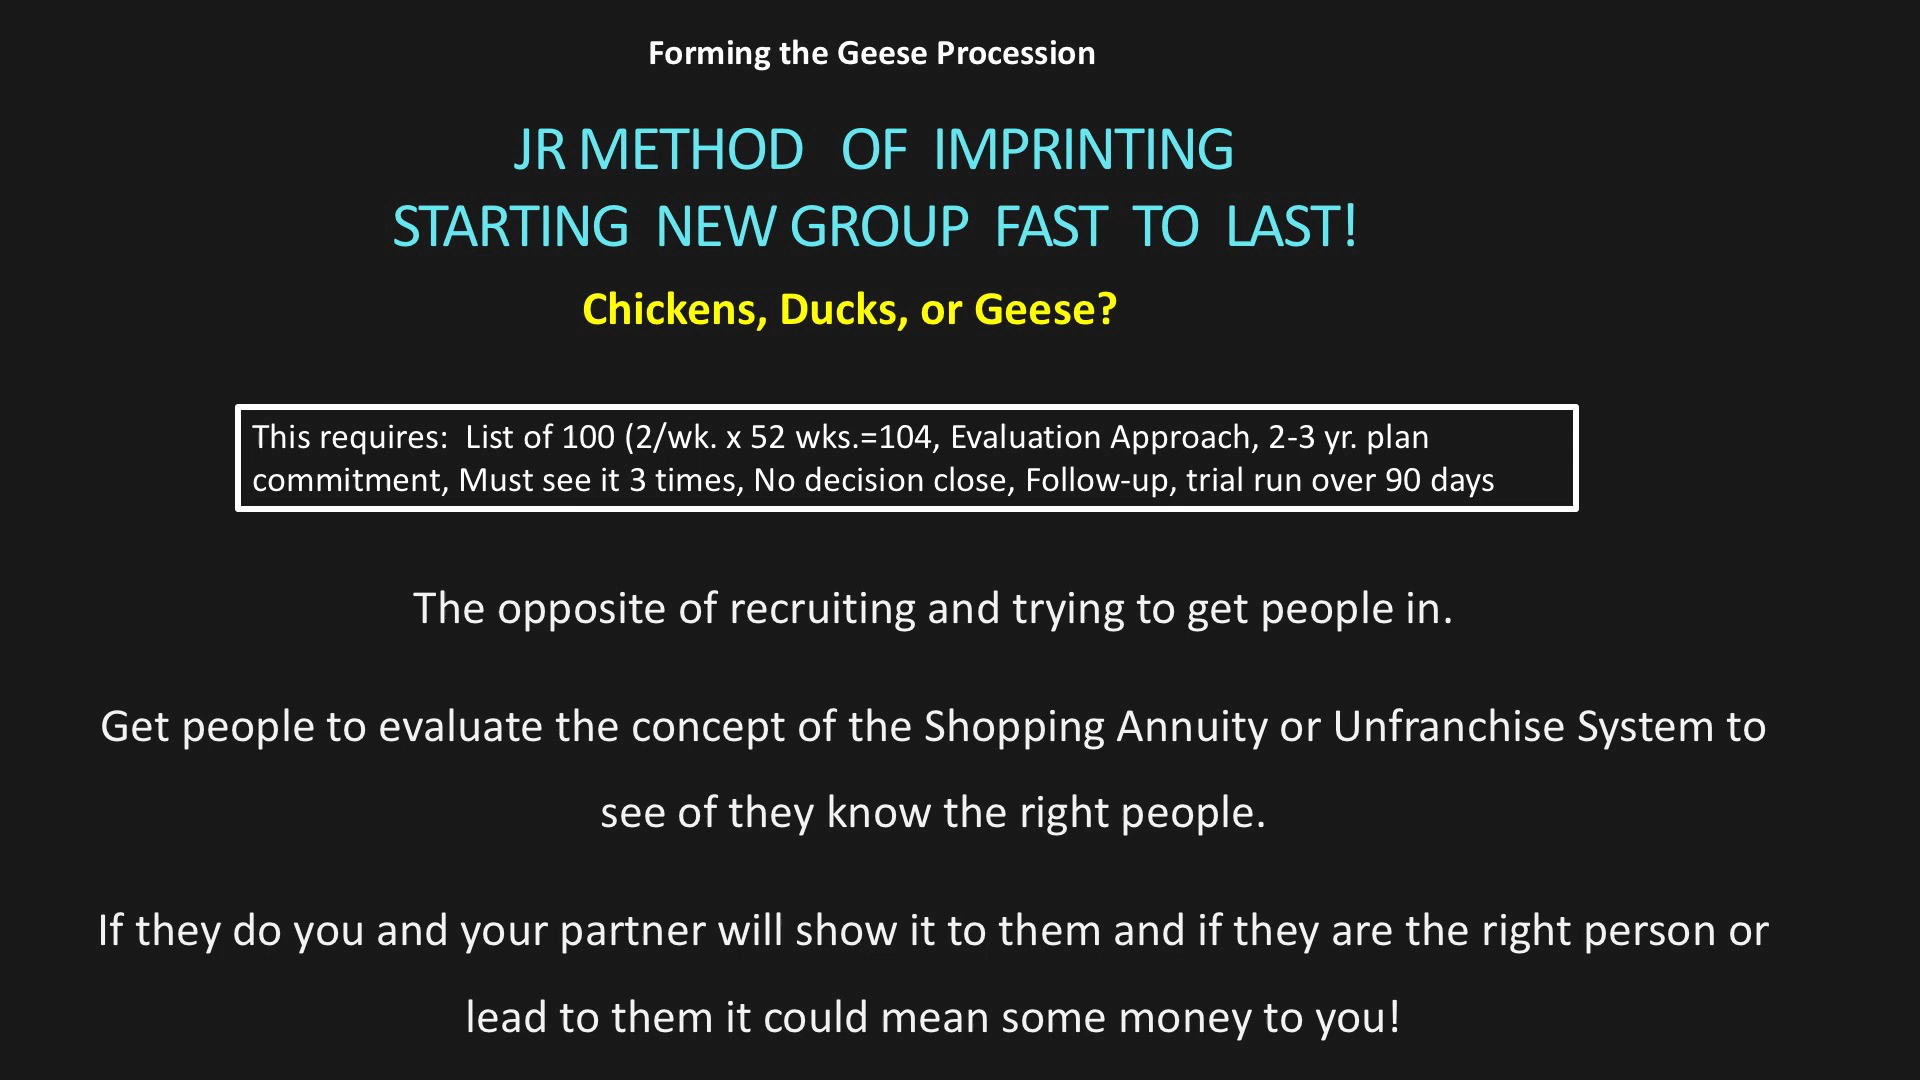 Forming the Geese Procession
JR METHOD OF IMPRINTING
STARTING NEW GROUP FAST TO LAST!
Chickens, Ducks, or Geese?
This requires: List of 100 (2/wk. x 52 wks.=104, Evaluation Approach, 2-3 yr. plan
commitment, Must see it 3 times, No decision close, Follow-up, trial run over 90 days
The opposite of recruiting and trying to get people in.
Get people to evaluate the concept of the Shopping Annuity or Unfranchise System to
see of they know the right people.
If they do you and your partner will show it to them and if they are the right person or
lead to them it could mean some money to you!